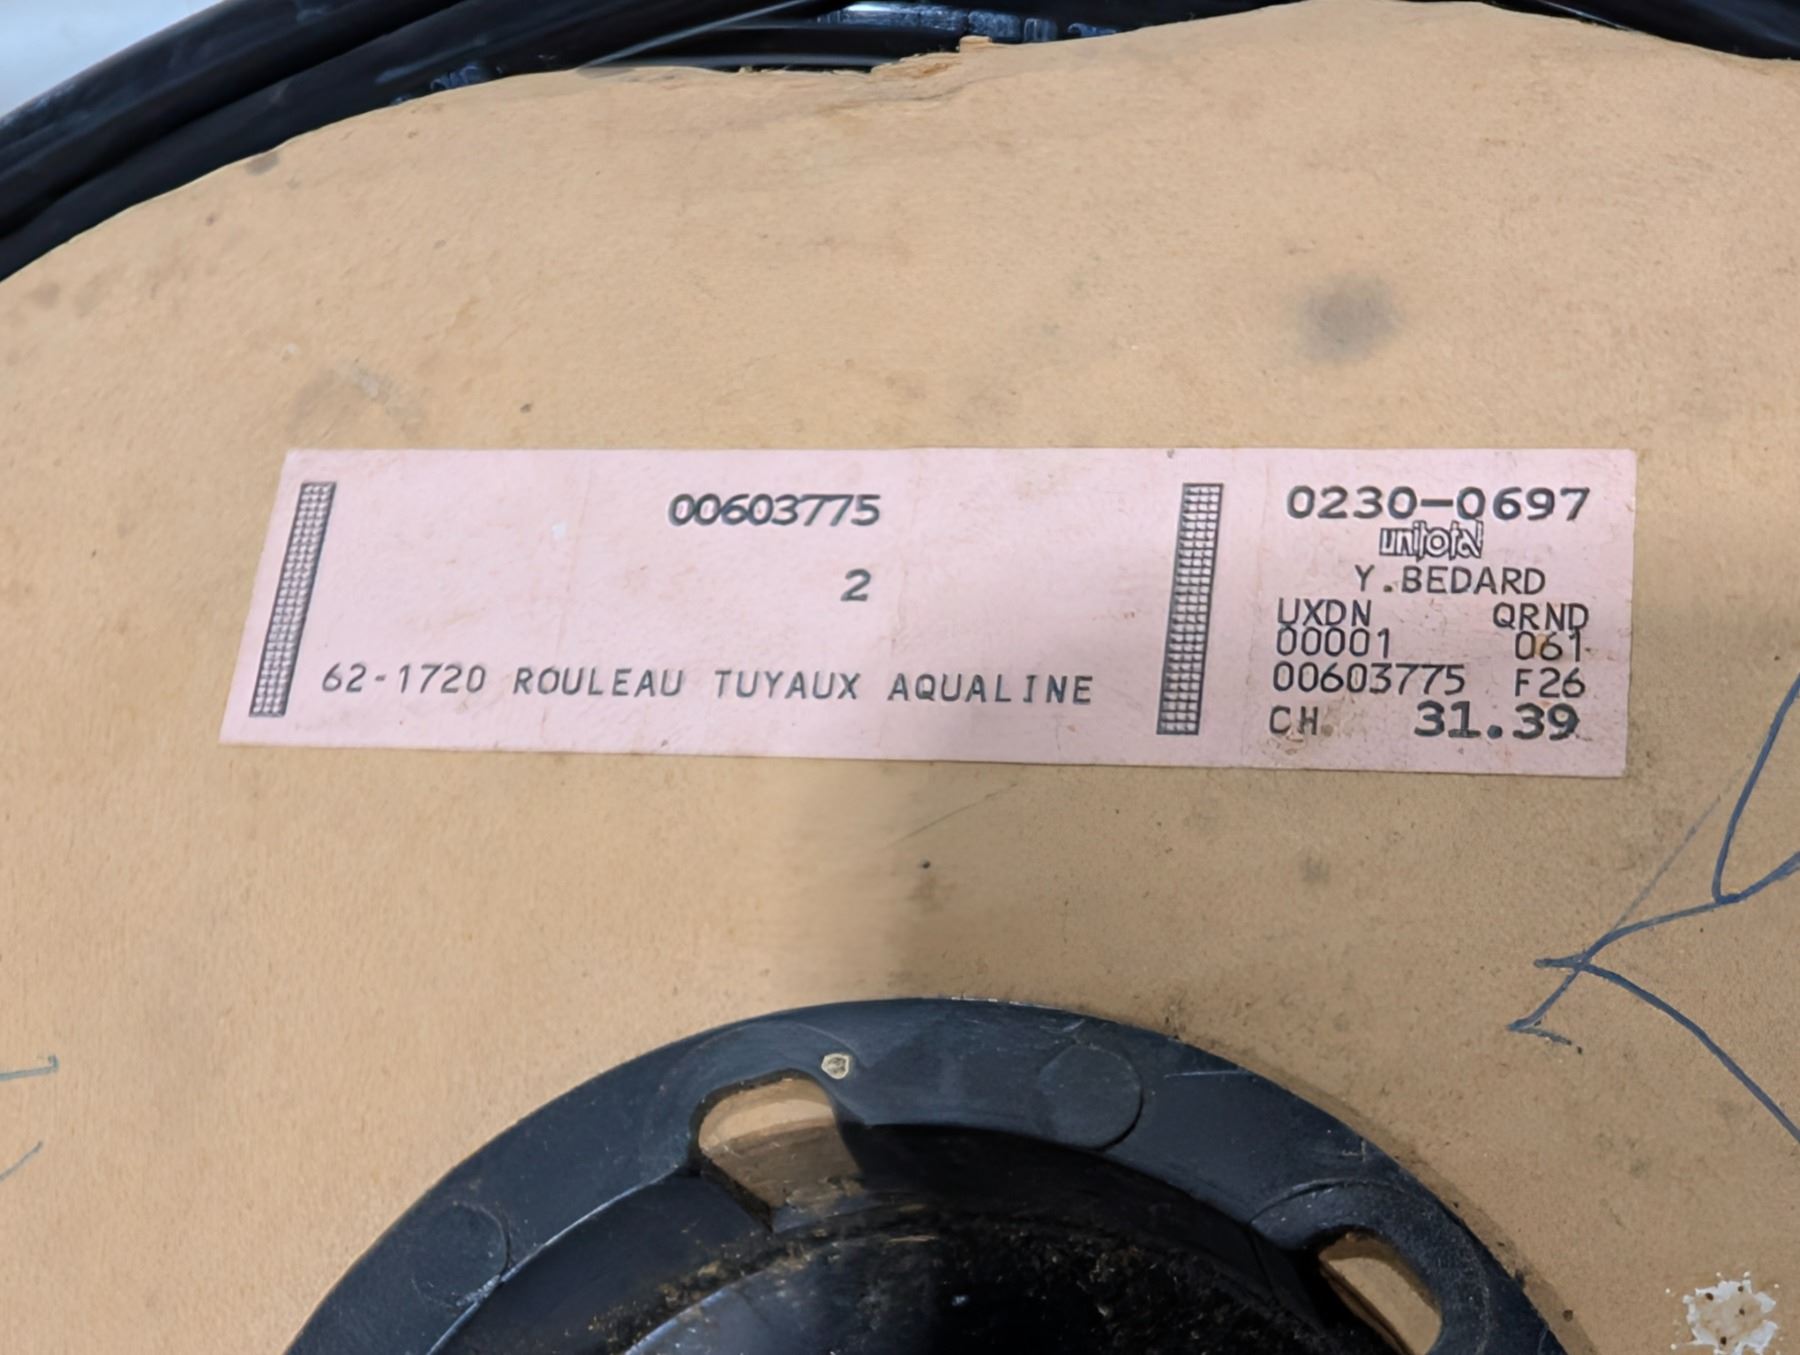 00603775
2
62-1720 ROULEAU TUYAUX AQUALINE
0230-0697
unitotal
Y.BEDARD
UXDN QRND
00001 061
00603775 F26
CH. 31.39